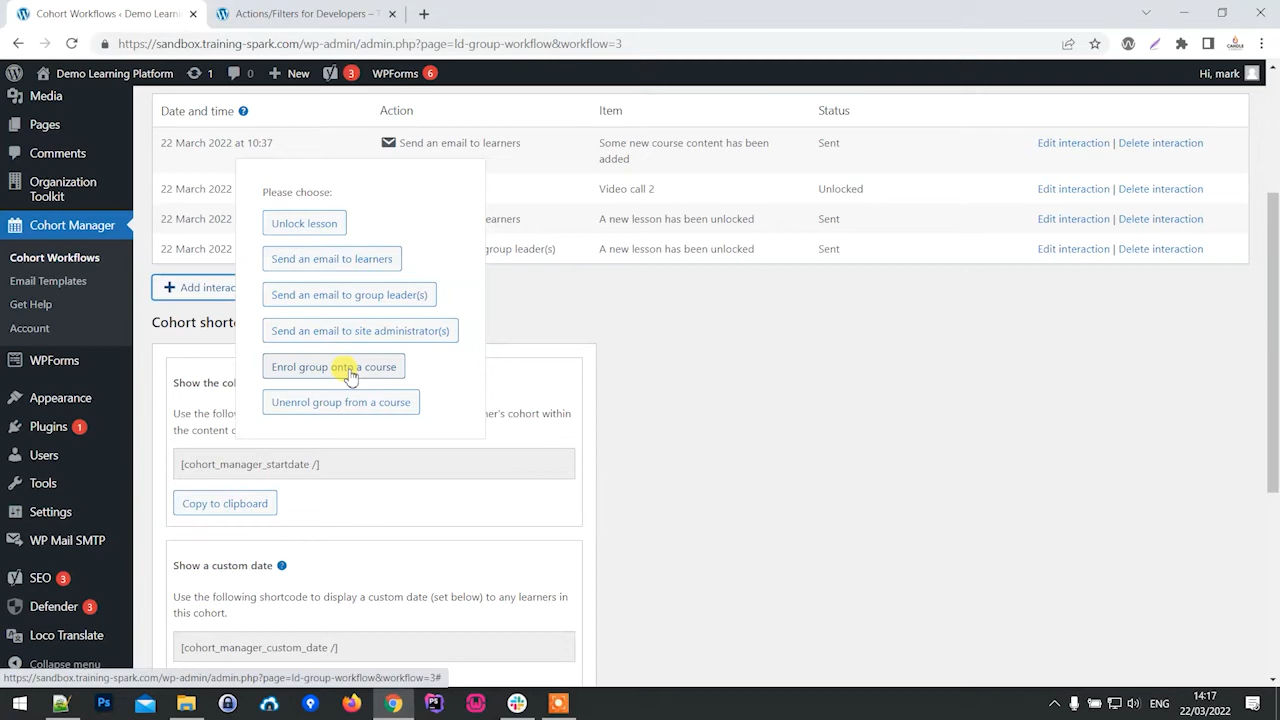 Cohort Workflows ‹ Demo Learni
Actions/Filters for Developers – T
https://sandbox.training-spark.com/wp-admin/admin.php?page=ld-group-workflow&workflow=3
Demo Learning Platform
1
0
New
3
WPForms 6
Hi, mark
Media
Pages
Comments
Organization
Toolkit
Cohort Manager
Cohort Workflows
Email Templates
Get Help
Account
WPForms
Appearance
Plugins 1
Users
Tools
Settings
WP Mail SMTP
SEO 3
Defender 3
Loco Translate
Collapse menu
Date and time Action Item Status
22 March 2022 at 10:37 Send an email to learners Some new course content has been Sent Edit interaction | Delete interaction
added
22 March 2022 Video call 2 Unlocked Edit interaction | Delete interaction
22 March 2022 earners A new lesson has been unlocked Sent Edit interaction | Delete interaction
22 March 2022 group leader(s) A new lesson has been unlocked Sent Edit interaction | Delete interaction
Please choose:
Unlock lesson
Send an email to learners
Send an email to group leader(s)
Send an email to site administrator(s)
Enrol group onto a course
Unenrol group from a course
Add interac
Cohort shortc
Show the col
Use the follow ner's cohort within
the content o
[cohort_manager_startdate /]
Copy to clipboard
Show a custom date
Use the following shortcode to display a custom date (set below) to any learners in
this cohort.
[cohort_manager_custom_date /]
https://sandbox.training-spark.com/wp-admin/admin.php?page=ld-group-workflow&workflow=3#
ENG
14:17
22/03/2022